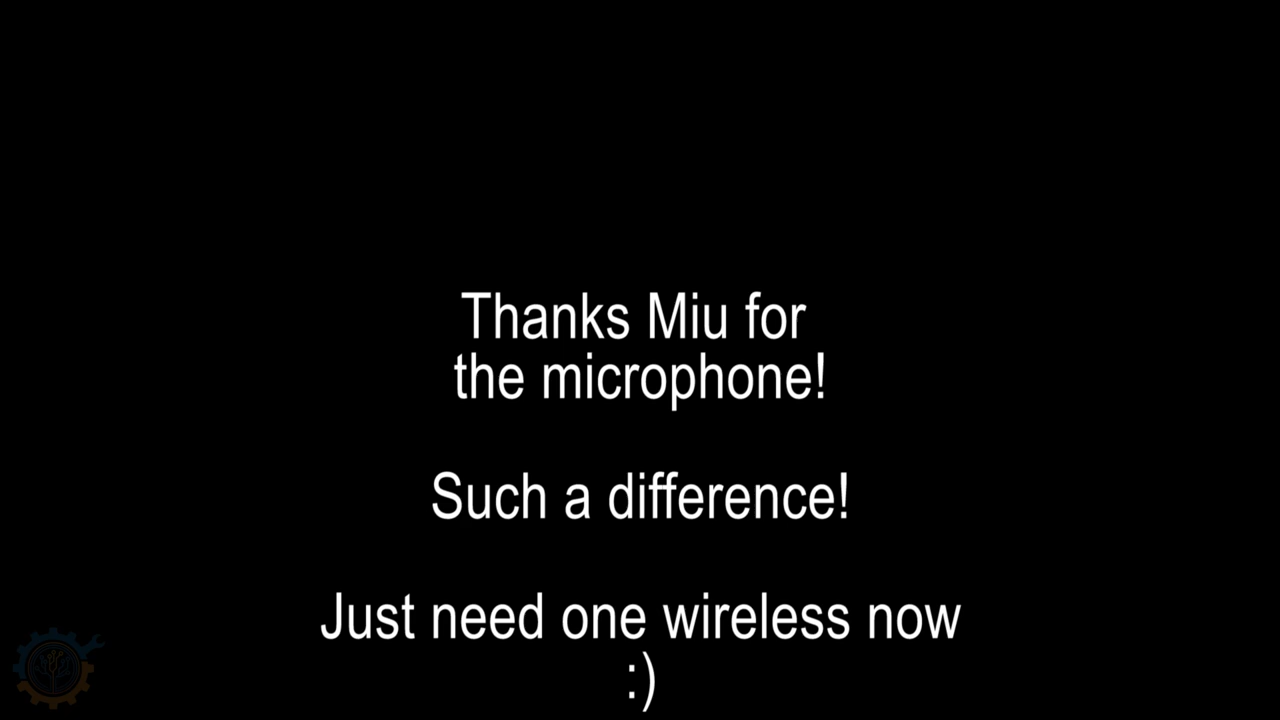 Thanks Miu for
the microphone!
Such a difference!
Just need one wireless now
:)